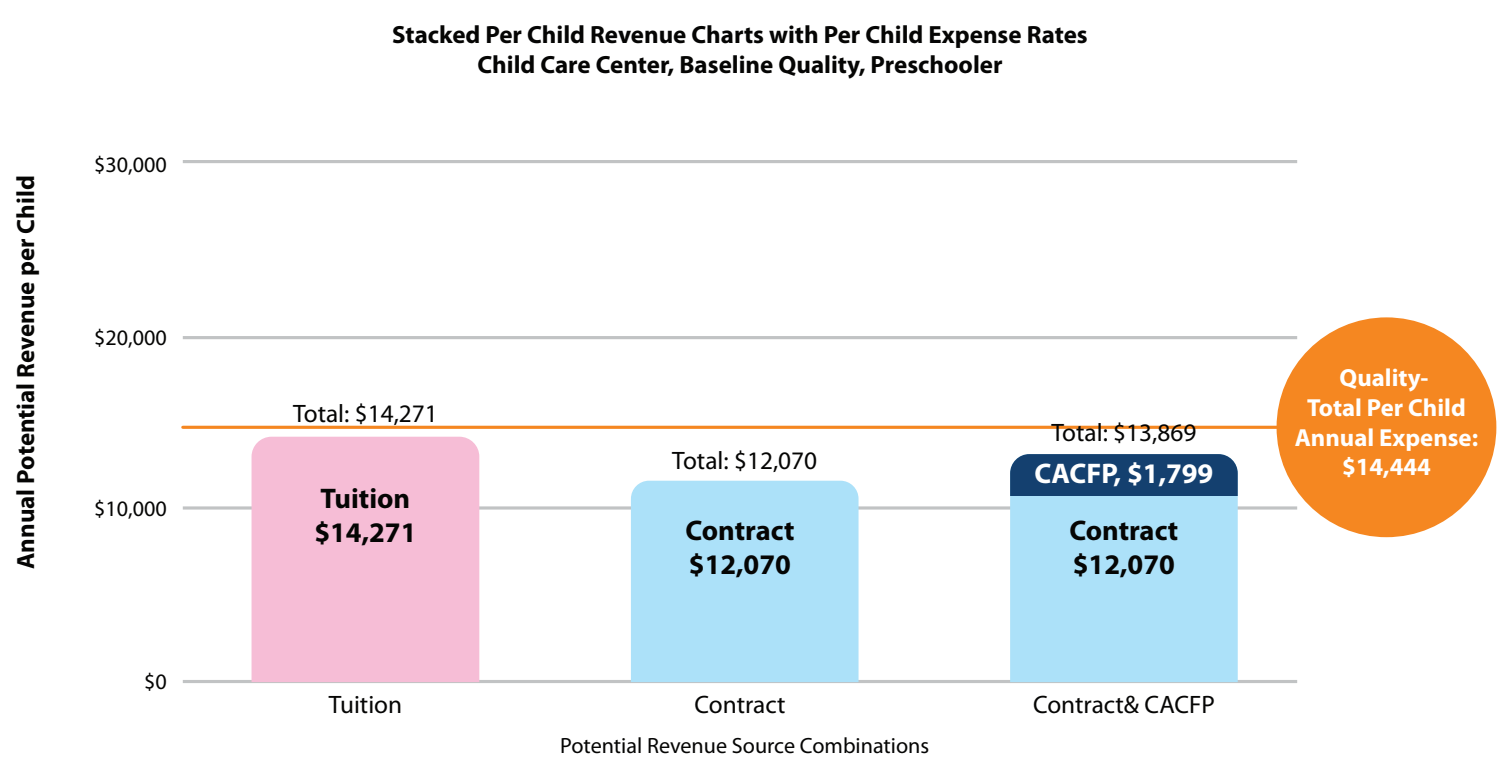 Stacked Per Child Revenue Charts with Per Child Expense Rates
Child Care Center, Baseline Quality, Preschooler
Annual Potential Revenue per Child
$30,000
$20,000
$10,000
$0
Total: $14,271
Tuition
$14,271
Total: $12,070
Contract
$12,070
Total: $13,869
CACFP, $1,799
Contract
$12,070
Quality-
Total Per Child
Annual Expense:
$14,444
Tuition
Contract
Contract& CACFP
Potential Revenue Source Combinations